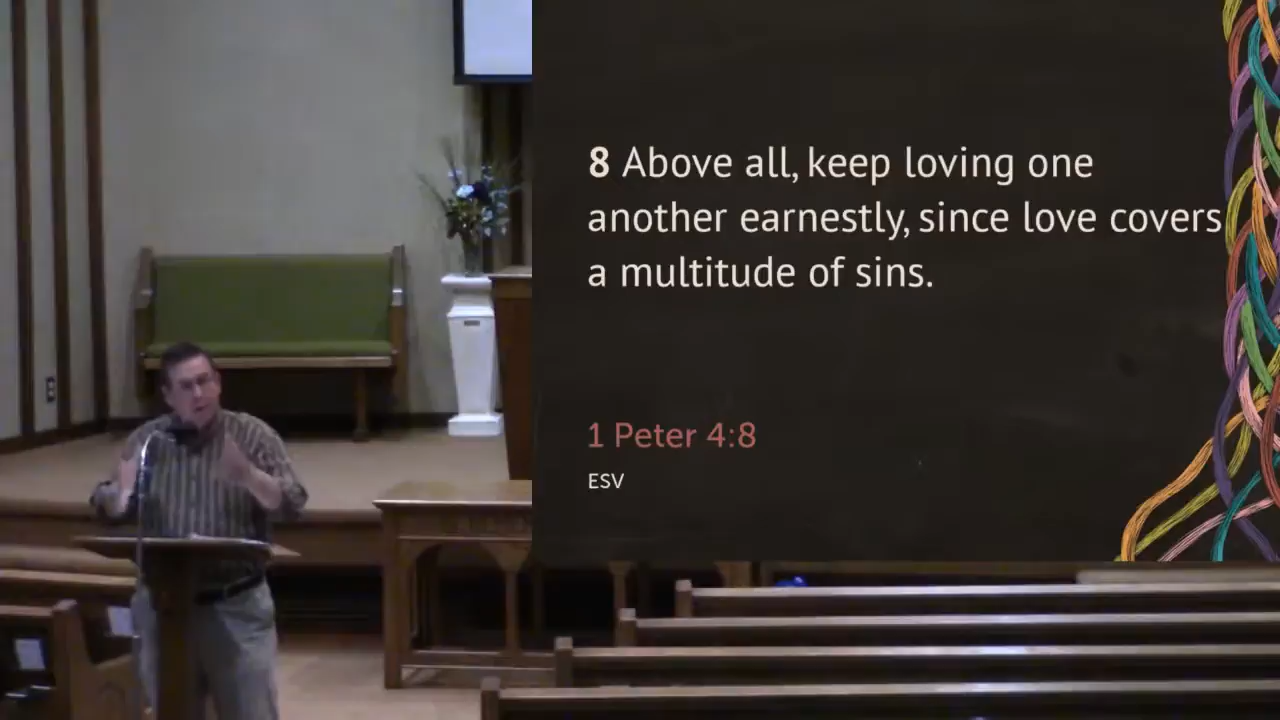 8 Above all, keep loving one
another earnestly, since love covers
a multitude of sins.
1 Peter 4:8
ESV